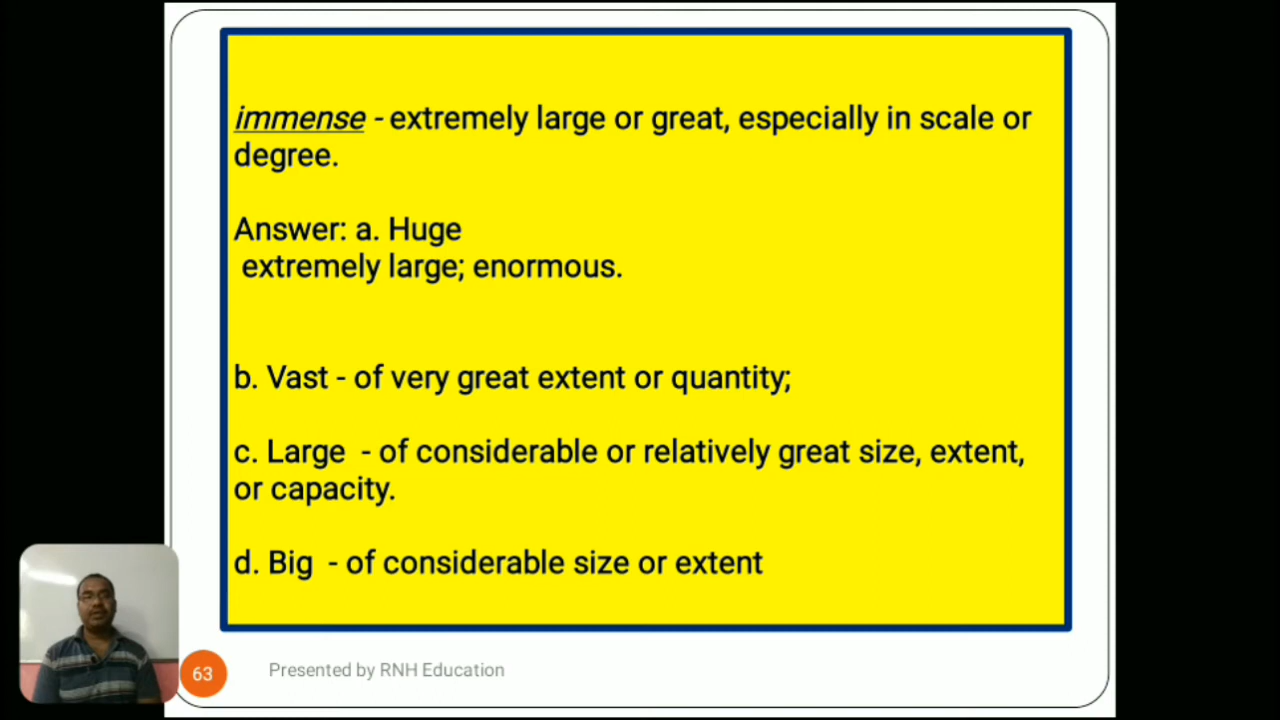 immense - extremely large or great, especially in scale or
degree.
Answer: a. Huge
extremely large; enormous.
b. Vast - of very great extent or quantity;
c. Large - of considerable or relatively great size, extent,
or capacity.
d. Big - of considerable size or extent
63
Presented by RNH Education